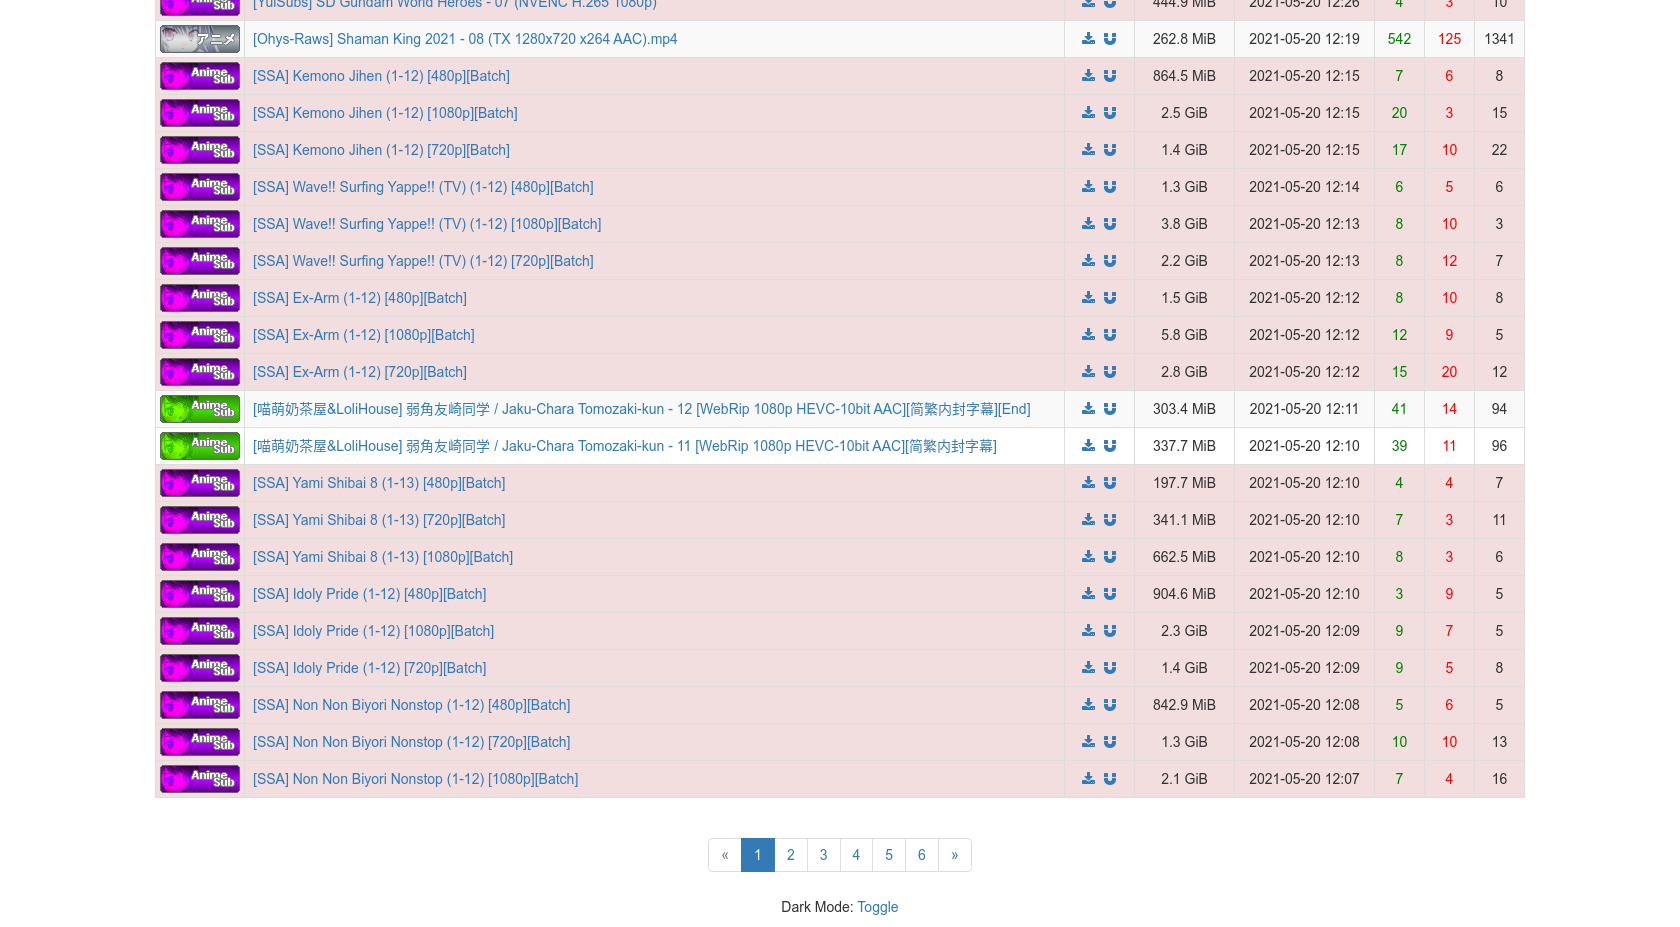 [YuiSubs] SD Gundam World Heroes - 07 (NVENC H.265 1080p) 444.9 MiB 2021-05-20 12:26 4 3 10
アニメ [Ohys-Raws] Shaman King 2021 - 08 (TX 1280x720 x264 AAC).mp4 262.8 MiB 2021-05-20 12:19 542 125 1341
Anime Sub [SSA] Kemono Jihen (1-12) [480p][Batch] 864.5 MiB 2021-05-20 12:15 7 6 8
Anime Sub [SSA] Kemono Jihen (1-12) [1080p][Batch] 2.5 GiB 2021-05-20 12:15 20 3 15
Anime Sub [SSA] Kemono Jihen (1-12) [720p][Batch] 1.4 GiB 2021-05-20 12:15 17 10 22
Anime Sub [SSA] Wave!! Surfing Yappe!! (TV) (1-12) [480p][Batch] 1.3 GiB 2021-05-20 12:14 6 5 6
Anime Sub [SSA] Wave!! Surfing Yappe!! (TV) (1-12) [1080p][Batch] 3.8 GiB 2021-05-20 12:13 8 10 3
Anime Sub [SSA] Wave!! Surfing Yappe!! (TV) (1-12) [720p][Batch] 2.2 GiB 2021-05-20 12:13 8 12 7
Anime Sub [SSA] Ex-Arm (1-12) [480p][Batch] 1.5 GiB 2021-05-20 12:12 8 10 8
Anime Sub [SSA] Ex-Arm (1-12) [1080p][Batch] 5.8 GiB 2021-05-20 12:12 12 9 5
Anime Sub [SSA] Ex-Arm (1-12) [720p][Batch] 2.8 GiB 2021-05-20 12:12 15 20 12
Anime Sub [喵萌奶茶屋&LoliHouse] 弱角友崎同学 / Jaku-Chara Tomozaki-kun - 12 [WebRip 1080p HEVC-10bit AAC][简繁内封字幕][End] 303.4 MiB 2021-05-20 12:11 41 14 94
Anime Sub [喵萌奶茶屋&LoliHouse] 弱角友崎同学 / Jaku-Chara Tomozaki-kun - 11 [WebRip 1080p HEVC-10bit AAC][简繁内封字幕] 337.7 MiB 2021-05-20 12:10 39 11 96
Anime Sub [SSA] Yami Shibai 8 (1-13) [480p][Batch] 197.7 MiB 2021-05-20 12:10 4 4 7
Anime Sub [SSA] Yami Shibai 8 (1-13) [720p][Batch] 341.1 MiB 2021-05-20 12:10 7 3 11
Anime Sub [SSA] Yami Shibai 8 (1-13) [1080p][Batch] 662.5 MiB 2021-05-20 12:10 8 3 6
Anime Sub [SSA] Idoly Pride (1-12) [480p][Batch] 904.6 MiB 2021-05-20 12:10 3 9 5
Anime Sub [SSA] Idoly Pride (1-12) [1080p][Batch] 2.3 GiB 2021-05-20 12:09 9 7 5
Anime Sub [SSA] Idoly Pride (1-12) [720p][Batch] 1.4 GiB 2021-05-20 12:09 9 5 8
Anime Sub [SSA] Non Non Biyori Nonstop (1-12) [480p][Batch] 842.9 MiB 2021-05-20 12:08 5 6 5
Anime Sub [SSA] Non Non Biyori Nonstop (1-12) [720p][Batch] 1.3 GiB 2021-05-20 12:08 10 10 13
Anime Sub [SSA] Non Non Biyori Nonstop (1-12) [1080p][Batch] 2.1 GiB 2021-05-20 12:07 7 4 16
« 1 2 3 4 5 6 »
Dark Mode: Toggle